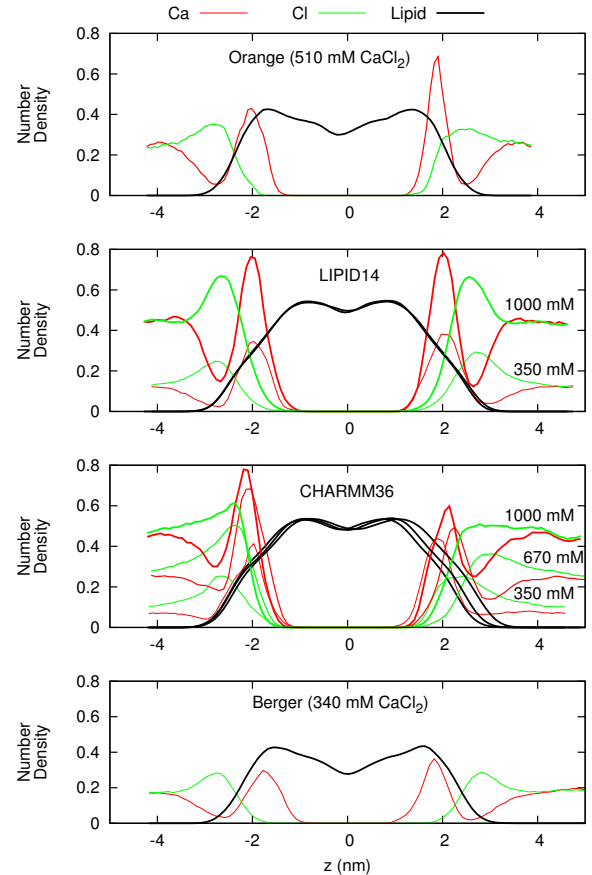 Ca Cl Lipid
Number
Density
Orange (510 mM CaCl₂)
0.8
0.6
0.4
0.2
0
-4 -2 0 2 4
Number
Density
LIPID14
1000 mM
350 mM
0.8
0.6
0.4
0.2
0
-4 -2 0 2 4
Number
Density
CHARMM36
1000 mM
670 mM
350 mM
0.8
0.6
0.4
0.2
0
-4 -2 0 2 4
Number
Density
Berger (340 mM CaCl₂)
0.8
0.6
0.4
0.2
0
-4 -2 0 2 4
z (nm)